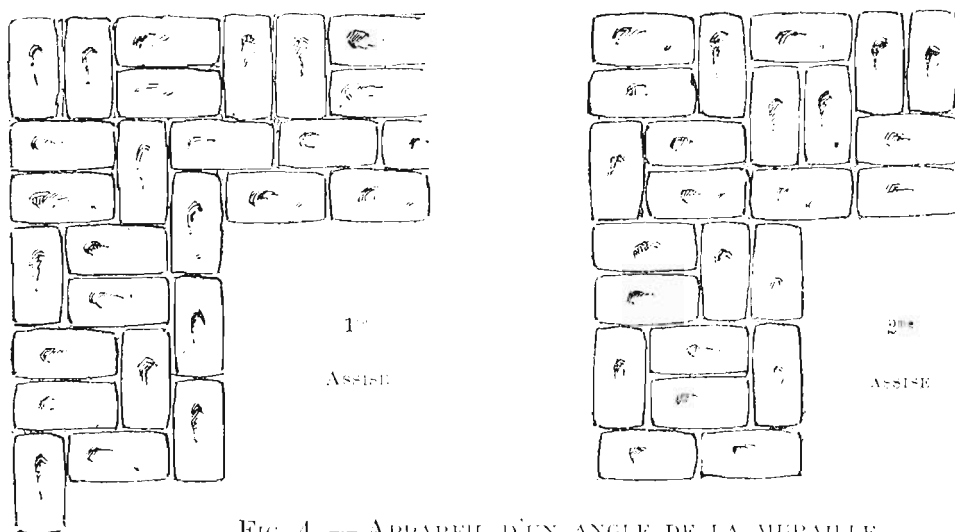 1re
ASSISE
2me
ASSISE
FIG. 4. — APPAREIL D'UN ANGLE DE LA MURAILLE